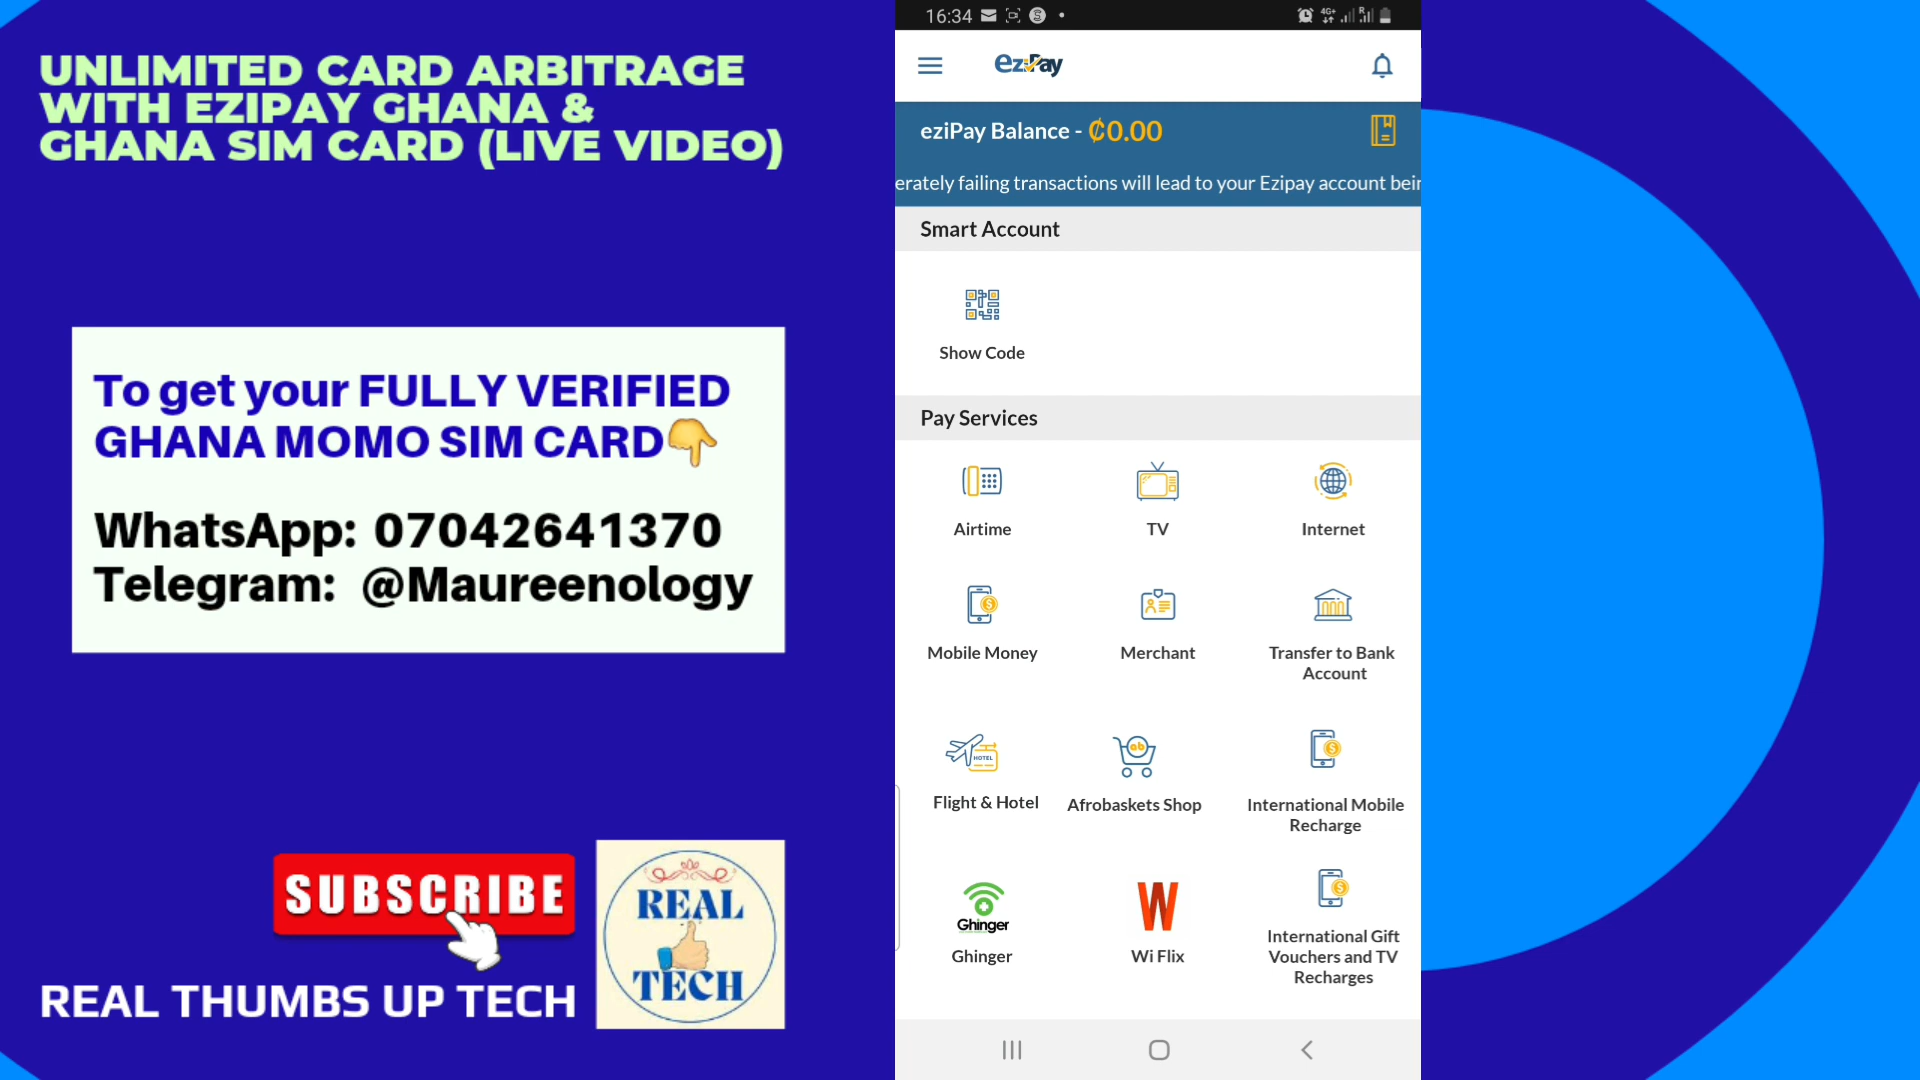 UNLIMITED CARD ARBITRAGE
WITH EZIPAY GHANA &
GHANA SIM CARD (LIVE VIDEO)
To get your FULLY VERIFIED
GHANA MOMO SIM CARD👇
WhatsApp: 07042641370
Telegram: @Maureenology
SUBSCRIBE
REAL THUMBS UP TECH
REAL
TECH
16:34
4G+
R
eziPay
eziPay Balance - ₵0.00
erately failing transactions will lead to your Ezipay account bein
Smart Account
Show Code
Pay Services
Airtime
TV
Internet
Mobile Money
Merchant
Transfer to Bank
Account
HOTEL
ab
Flight & Hotel
Afrobaskets Shop
International Mobile
Recharge
Ghinger
W
Ghinger
Wi Flix
International Gift
Vouchers and TV
Recharges